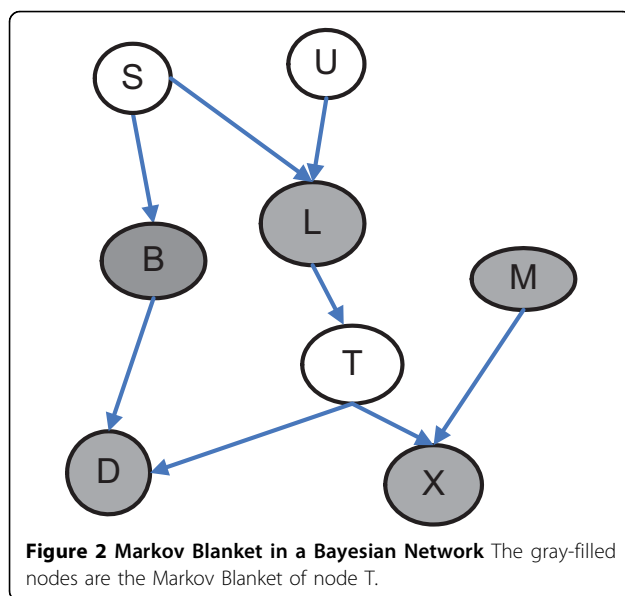 S
U
L
B
M
T
D
X
Figure 2 Markov Blanket in a Bayesian Network The gray-filled
nodes are the Markov Blanket of node T.